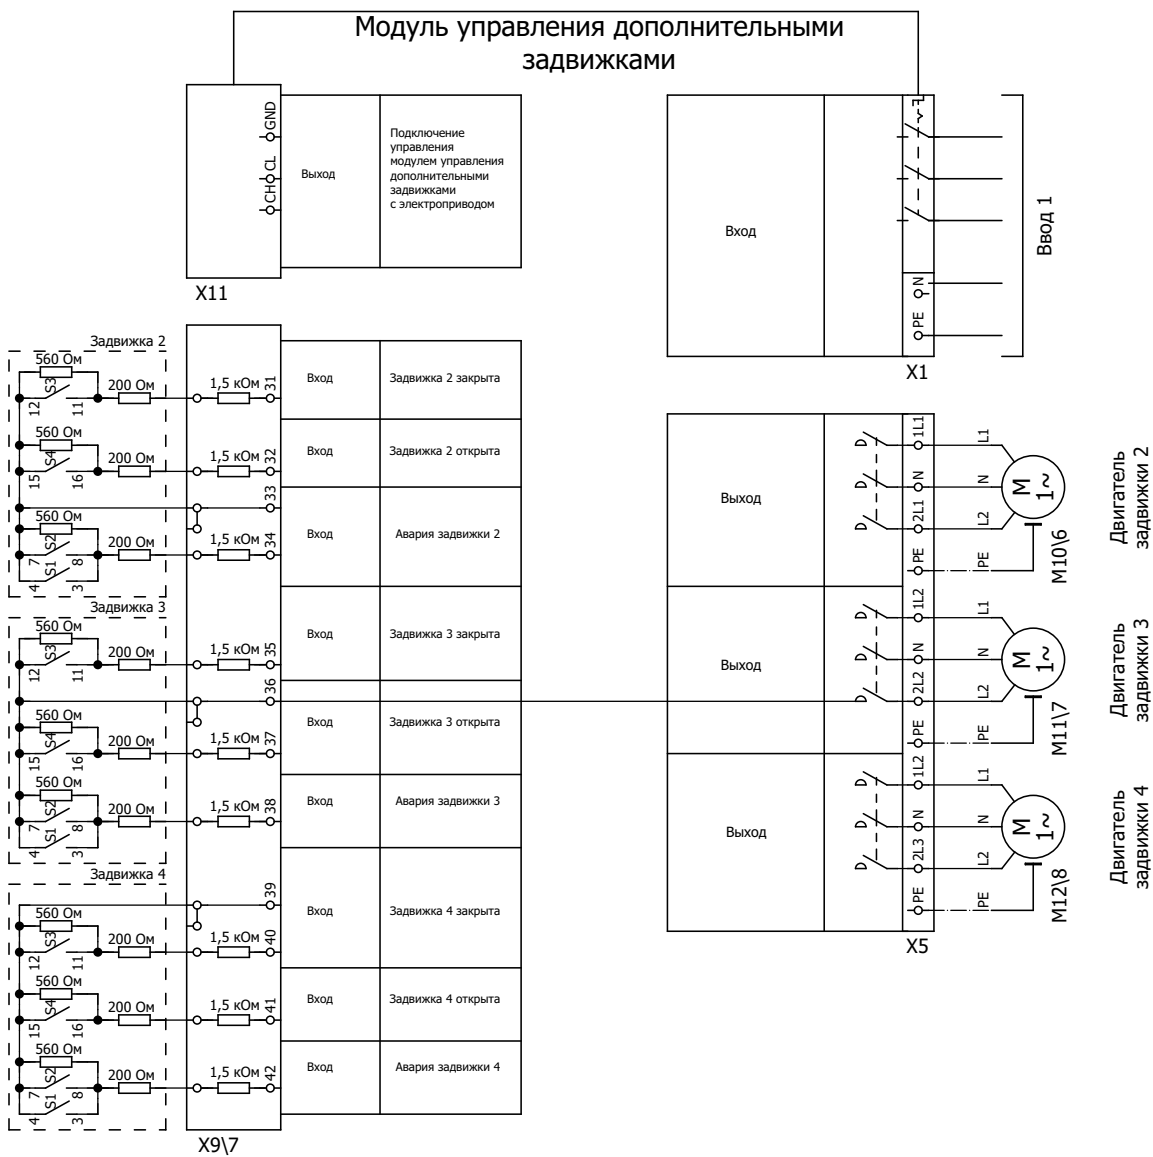 Модуль управления дополнительными
задвижками
GND
CL
CH
Выход
Подключение
управления
модулем управления
дополнительными
задвижками
с электроприводом
X11
Вход
N
PE
X1
Ввод 1
Задвижка 2
560 Ом
S3
12
11
200 Ом
1,5 кОм
31
Вход
Задвижка 2 закрыта
560 Ом
S4
15
16
200 Ом
1,5 кОм
32
Вход
Задвижка 2 открыта
33
560 Ом
S2
7
8
S1
4
3
200 Ом
1,5 кОм
34
Вход
Авария задвижки 2
Задвижка 3
560 Ом
S3
12
11
200 Ом
1,5 кОм
35
Вход
Задвижка 3 закрыта
36
560 Ом
S4
15
16
200 Ом
1,5 кОм
37
Вход
Задвижка 3 открыта
560 Ом
S2
7
8
S1
4
3
200 Ом
1,5 кОм
38
Вход
Авария задвижки 3
Задвижка 4
39
560 Ом
S3
12
11
200 Ом
1,5 кОм
40
Вход
Задвижка 4 закрыта
560 Ом
S4
15
16
200 Ом
1,5 кОм
41
Вход
Задвижка 4 открыта
560 Ом
S2
7
8
S1
4
3
200 Ом
1,5 кОм
42
Вход
Авария задвижки 4
X9\7
Выход
1L1
N
2L1
PE
L1
N
L2
PE
M
1~
M10\6
Двигатель
задвижки 2
Выход
1L2
N
2L2
PE
L1
N
L2
PE
M
1~
M11\7
Двигатель
задвижки 3
Выход
1L2
N
2L3
PE
L1
N
L2
PE
M
1~
M12\8
Двигатель
задвижки 4
X5